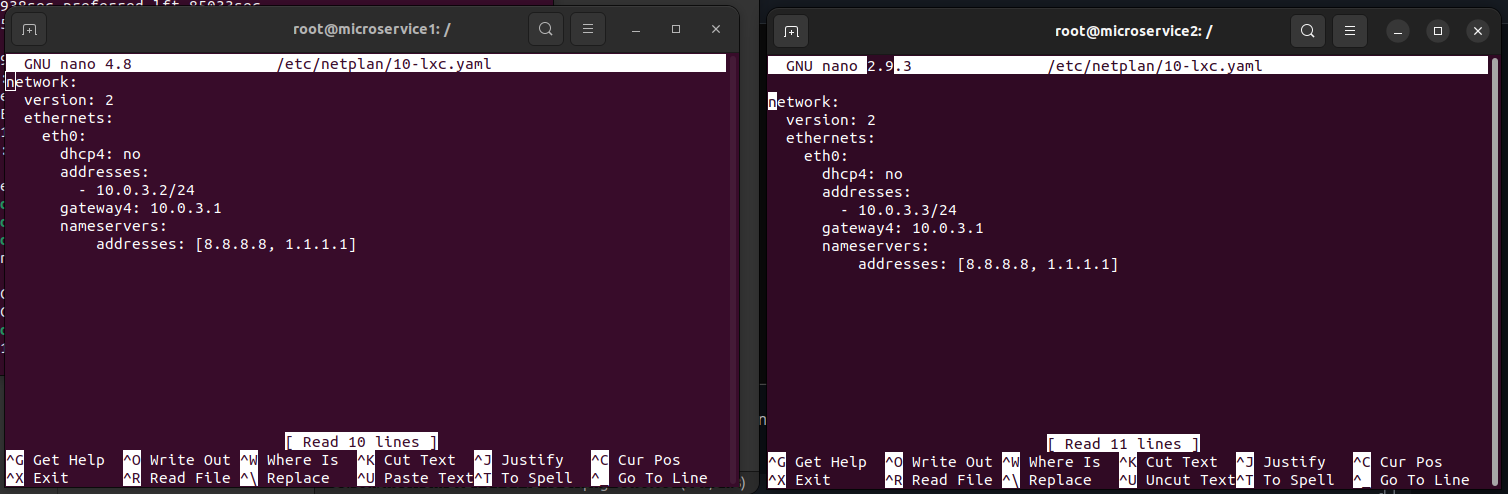 938sec preferred_lft 85033sec
root@microservice1: /
GNU nano 4.8 /etc/netplan/10-lxc.yaml
network:
  version: 2
  ethernets:
    eth0:
      dhcp4: no
      addresses:
        - 10.0.3.2/24
      gateway4: 10.0.3.1
      nameservers:
          addresses: [8.8.8.8, 1.1.1.1]
[ Read 10 lines ]
^G Get Help ^O Write Out ^W Where Is ^K Cut Text ^J Justify ^C Cur Pos
^X Exit ^R Read File ^\ Replace ^U Paste Text ^T To Spell ^_ Go To Line
root@microservice2: /
GNU nano 2.9.3 /etc/netplan/10-lxc.yaml
network:
  version: 2
  ethernets:
    eth0:
      dhcp4: no
      addresses:
        - 10.0.3.3/24
      gateway4: 10.0.3.1
      nameservers:
          addresses: [8.8.8.8, 1.1.1.1]
[ Read 11 lines ]
^G Get Help ^O Write Out ^W Where Is ^K Cut Text ^J Justify ^C Cur Pos
^X Exit ^R Read File ^\ Replace ^U Uncut Text ^T To Spell ^_ Go To Line